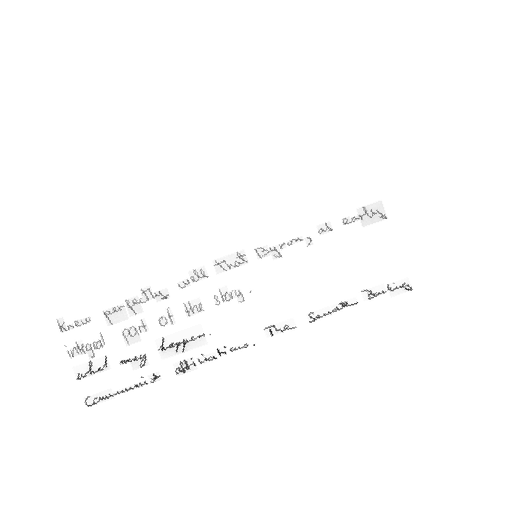 knew perfectly well that Byron, at early
integral part of the story.
what may happen.
Communist affiliations. The Senate Banking